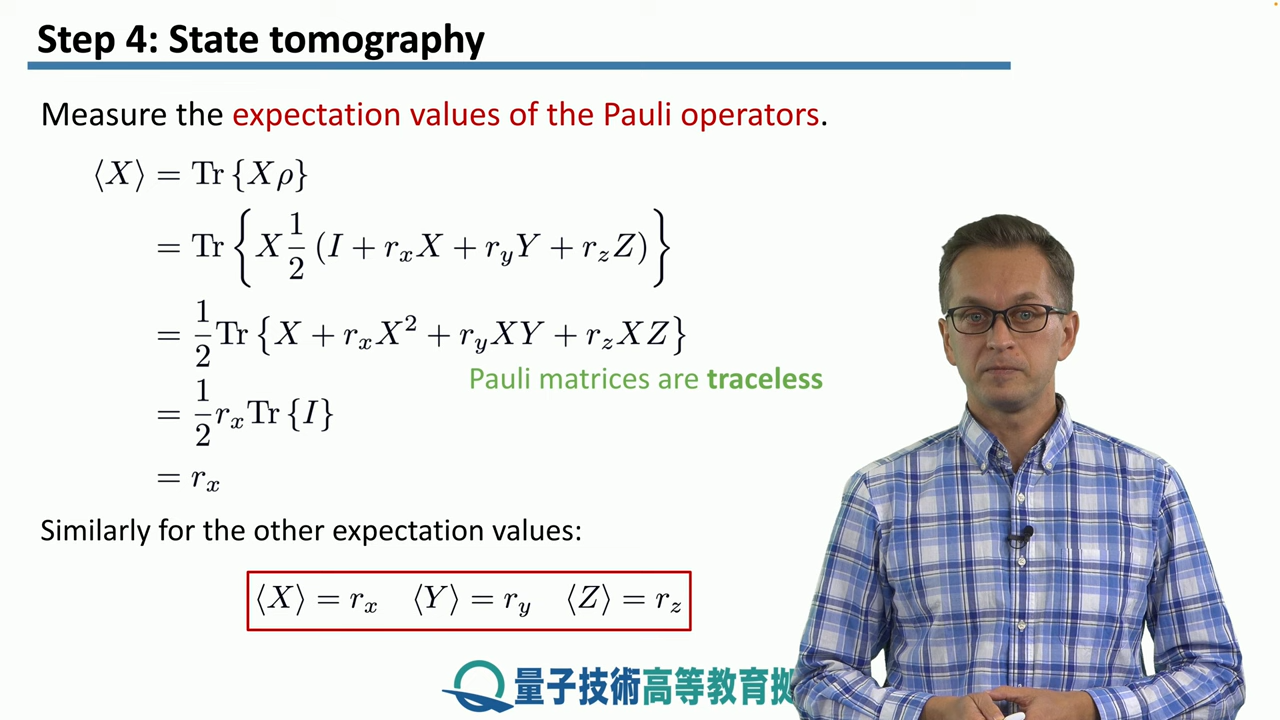 Step 4: State tomography
Measure the expectation values of the Pauli operators.
⟨X⟩ = Tr {Xρ}
= Tr { X 1/2 (I + r_x X + r_y Y + r_z Z) }
= 1/2 Tr {X + r_x X² + r_y XY + r_z XZ}
Pauli matrices are traceless
= 1/2 r_x Tr {I}
= r_x
Similarly for the other expectation values:
⟨X⟩ = r_x ⟨Y⟩ = r_y ⟨Z⟩ = r_z
量子技術高等教育拠